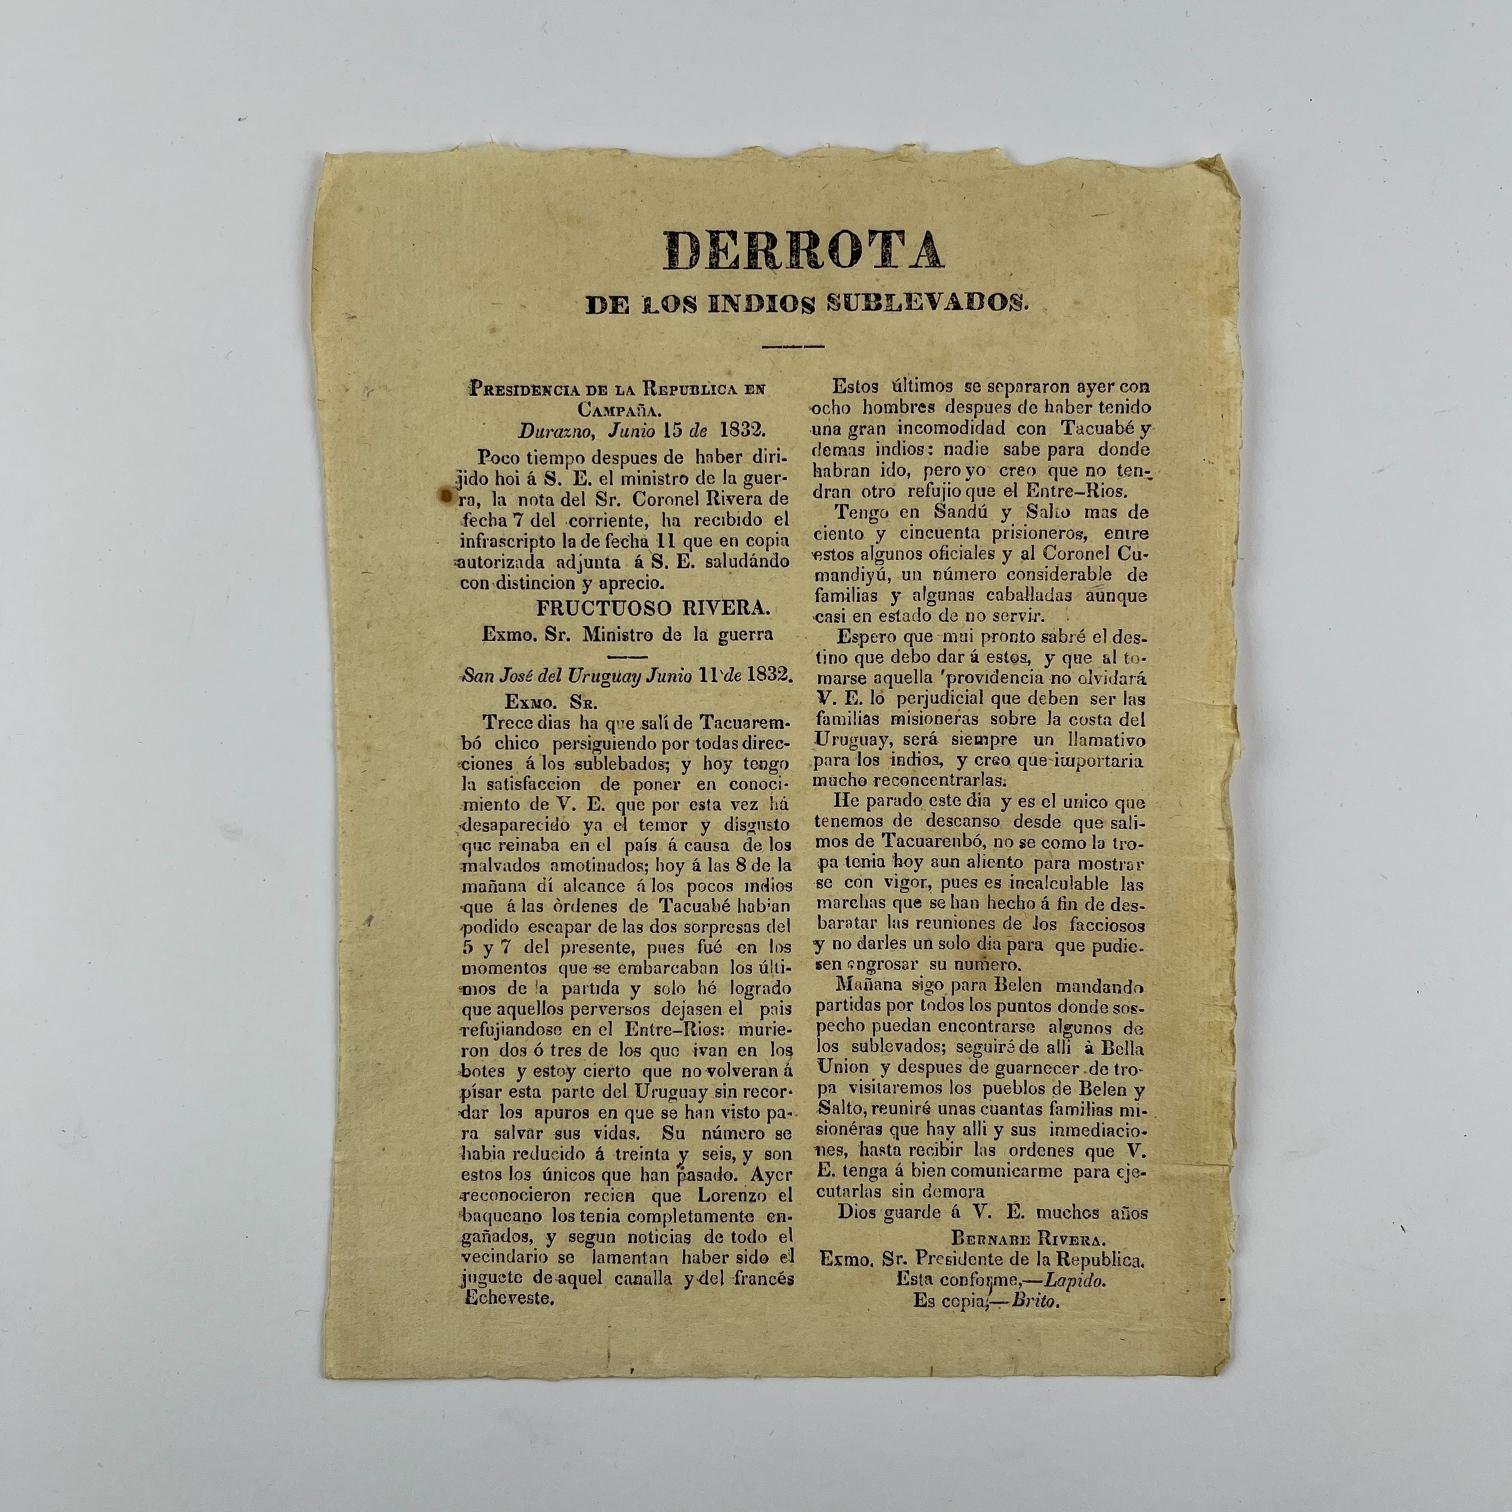 DERROTA
DE LOS INDIOS SUBLEVADOS.
PRESIDENCIA DE LA REPUBLICA EN
CAMPAÑA.
Durazno, Junio 15 de 1832.
Poco tiempo despues de haber diri-
jido hoi á S. E. el ministro de la guer-
ra, la nota del Sr. Coronel Rivera de
fecha 7 del corriente, ha recibido el
infrascripto la de fecha 11 que en copia
autorizada adjunta á S. E. saludándo
con distincion y aprecio.
FRUCTUOSO RIVERA.
Exmo. Sr. Ministro de la guerra
San José del Uruguay Junio 11 de 1832.
EXMO. SR.
Trece dias ha que salí de Tacuarem-
bó chico persiguiendo por todas direc-
ciones á los sublebados; y hoy tengo
la satisfaccion de poner en conoci-
miento de V. E. que por esta vez há
desaparecido ya el temor y disgusto
que reinaba en el país á causa de los
malvados amotinados; hoy á las 8 de la
mañana dí alcance á los pocos indios
que á las òrdenes de Tacuabé habian
podido escapar de las dos sorpresas del
5 y 7 del presente, pues fué en los
momentos que se embarcaban los últi-
mos de la partida y solo hé logrado
que aquellos perversos dejasen el pais
refujiandose en el Entre-Rios: murie-
ron dos ó tres de los que ivan en los
botes y estoy cierto que no volveran á
písar esta parte del Uruguay sin recor-
dar los apuros en que se han visto pa-
ra salvar sus vidas. Su número se
habia reducido á treinta y seis, y son
estos los únicos que han pasado. Ayer
reconocieron recien que Lorenzo el
baqueano los tenia completamente en-
gañados, y segun noticias de todo el
vecindario se lamentan haber sido el
juguete de aquel canalla y del francés
Echeveste.
Estos últimos se separaron ayer con
ocho hombres despues de haber tenido
una gran incomodidad con Tacuabé y
demas indios: nadie sabe para donde
habran ido, pero yo creo que no ten-
dran otro refujio que el Entre-Rios.
Tengo en Sandú y Salto mas de
ciento y cincuenta prisioneros, entre
estos algunos oficiales y al Coronel Cu-
mandiyú, un número considerable de
familias y algunas caballadas aúnque
casi en estado de no servir.
Espero que mui pronto sabré el des-
tino que debo dar á estos, y que al to-
marse aquella 'providencia no olvidará
V. E. lo perjudicial que deben ser las
familias misioneras sobre la costa del
Uruguay, será siempre un llamativo
para los indios, y creo que importaria
mucho reconcentrarlas.
He parado este dia y es el unico que
tenemos de descanso desde que sali-
mos de Tacuarenbó, no se como la tro-
pa tenia hoy aun aliento para mostrar
se con vigor, pues es incalculable las
marchas que se han hecho á fin de des-
baratar las reuniones de los facciosos
y no darles un solo dia para que pudie-
sen engrosar su numero.
Mañana sigo para Belen mandando
partidas por todos los puntos donde sos-
pecho puedan encontrarse algunos de
los sublevados; seguiré de alli à Bella
Union y despues de guarnecer de tro-
pa visitaremos los pueblos de Belen y
Salto, reuniré unas cuantas familias mi-
sionéras que hay alli y sus inmediacio-
nes, hasta recibir las ordenes que V.
E. tenga á bien comunicarme para eje-
cutarlas sin demora
Dios guarde á V. E. muchos años
BERNABE RIVERA.
Exmo. Sr. Presidente de la Republica.
Esta conforme,—Lapido.
Es copia,—Brito.